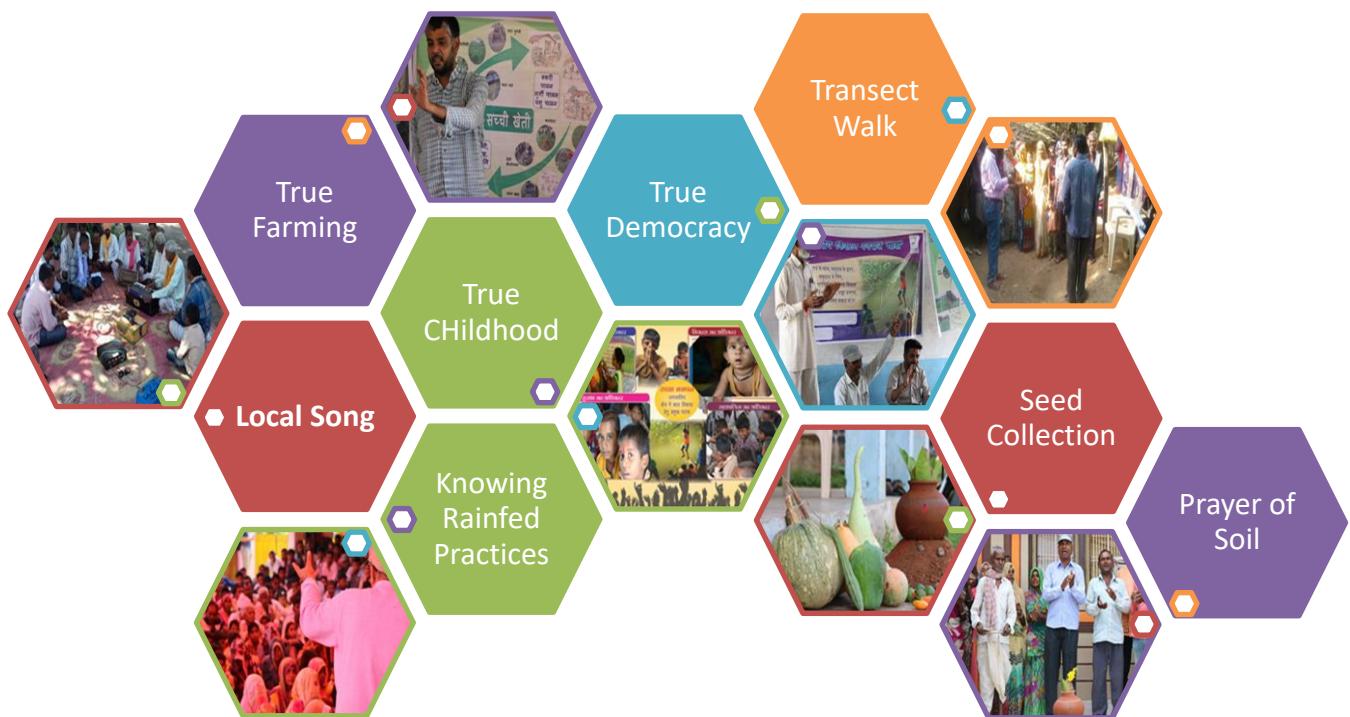 Transect
Walk
सच्ची खेती
True
Farming
True
Democracy
True
CHildhood
Local Song
Seed
Collection
Knowing
Rainfed
Practices
Prayer of
Soil